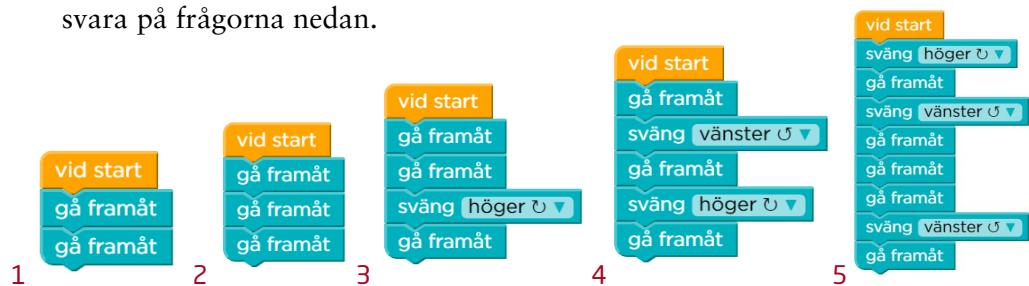 svara på frågorna nedan.
1
vid start
gå framåt
gå framåt
2
vid start
gå framåt
gå framåt
gå framåt
3
vid start
gå framåt
gå framåt
sväng höger ↻ ▼
gå framåt
4
vid start
gå framåt
sväng vänster ↺ ▼
gå framåt
sväng höger ↻ ▼
gå framåt
5
vid start
sväng höger ↻ ▼
gå framåt
sväng vänster ↺ ▼
gå framåt
gå framåt
gå framåt
sväng vänster ↺ ▼
gå framåt